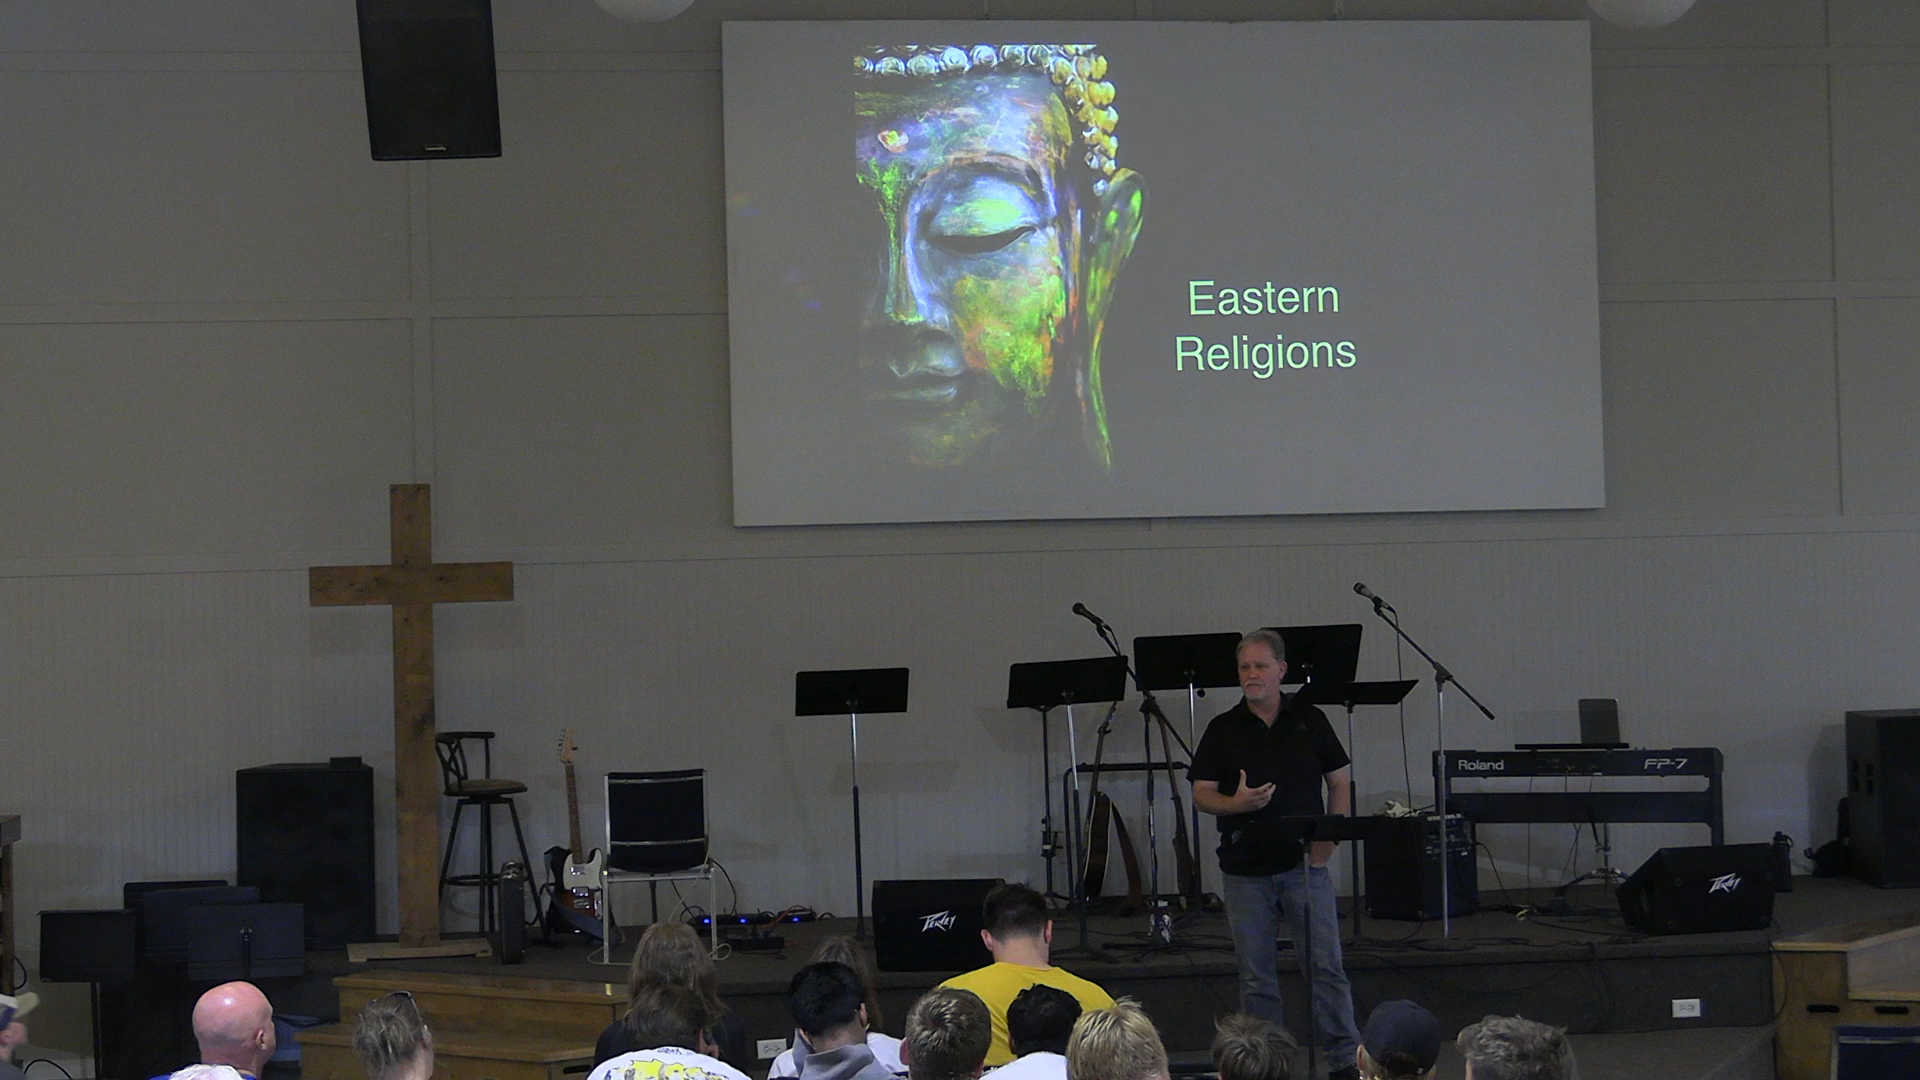 Eastern
Religions
Roland
FP-7
PEAVEY
PEAVEY